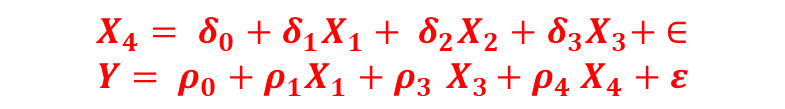 X₄ = δ₀ + δ₁X₁ + δ₂X₂ + δ₃X₃ + ∈
Y = ρ₀ + ρ₁X₁ + ρ₃ X₃ + ρ₄ X₄ + ε